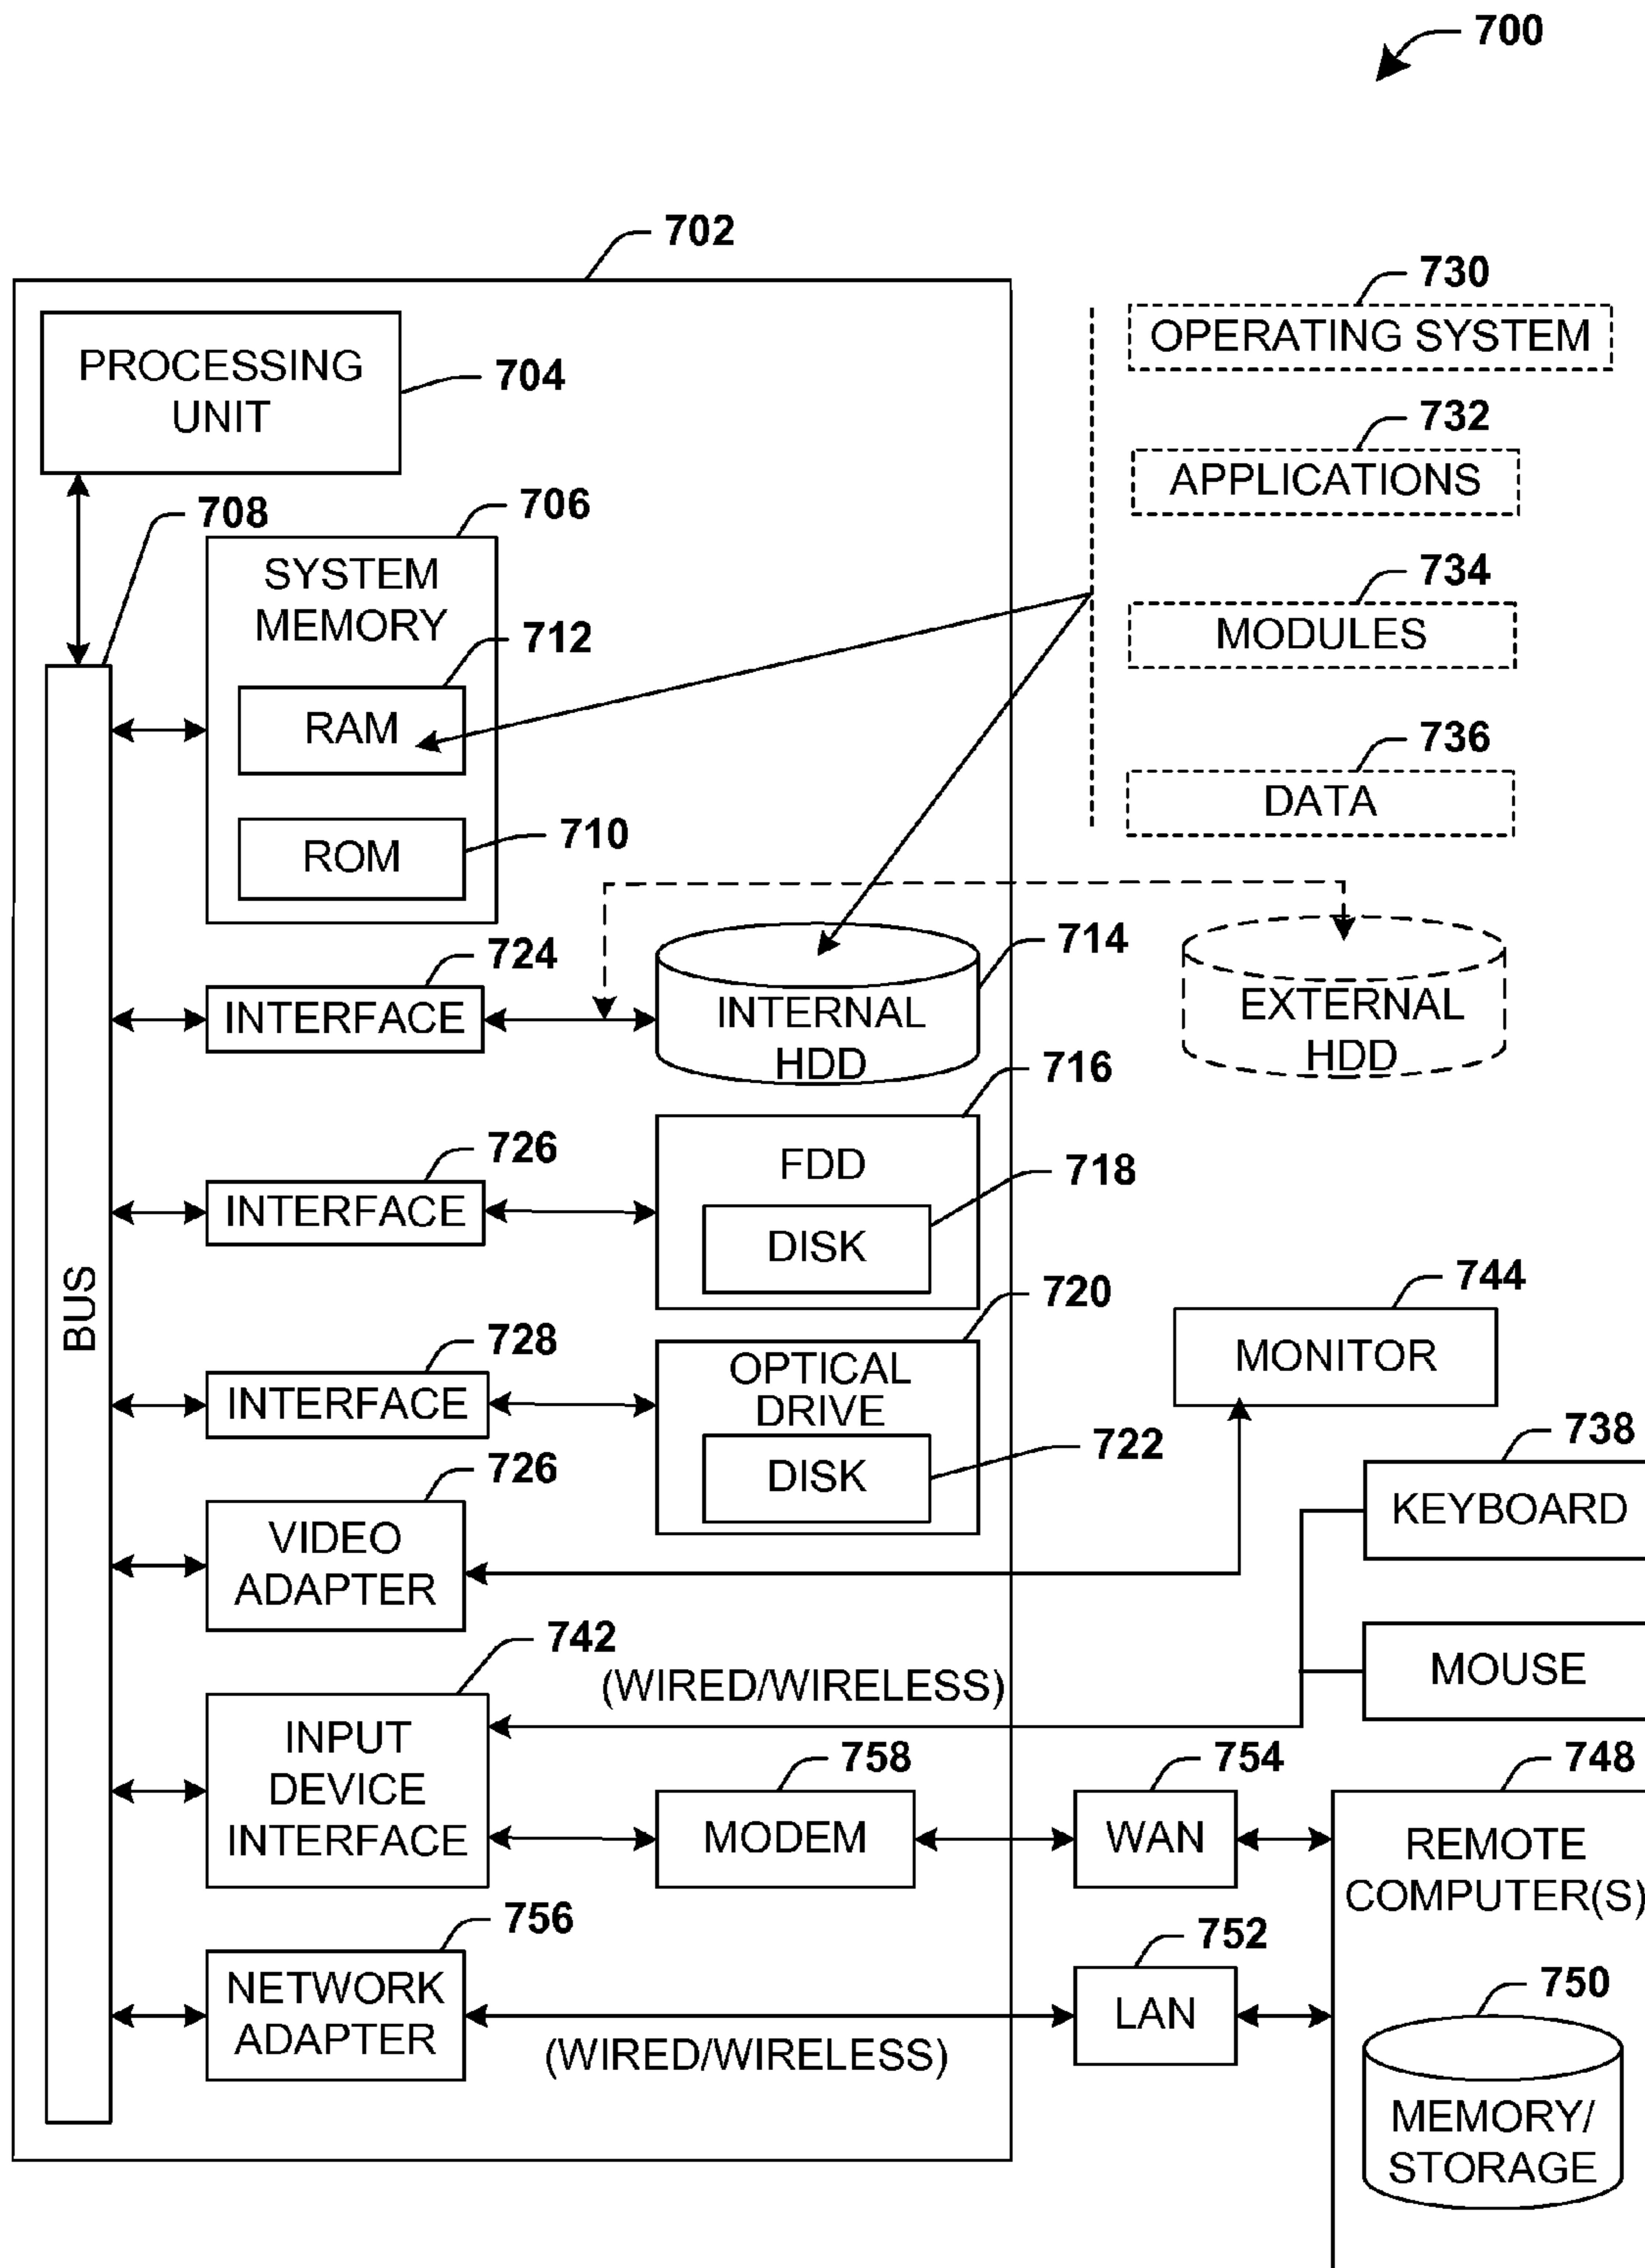 700
702
730
OPERATING SYSTEM
PROCESSING
UNIT
704
732
APPLICATIONS
708
706
SYSTEM
MEMORY
734
MODULES
712
RAM
736
DATA
710
ROM
724
INTERFACE
714
INTERNAL
HDD
EXTERNAL
HDD
716
726
INTERFACE
FDD
718
DISK
BUS
720
744
MONITOR
728
INTERFACE
OPTICAL
DRIVE
722
DISK
738
KEYBOARD
726
VIDEO
ADAPTER
742
(WIRED/WIRELESS)
MOUSE
INPUT
DEVICE
INTERFACE
758
MODEM
754
WAN
748
REMOTE
COMPUTER(S)
756
NETWORK
ADAPTER
(WIRED/WIRELESS)
752
LAN
750
MEMORY/
STORAGE